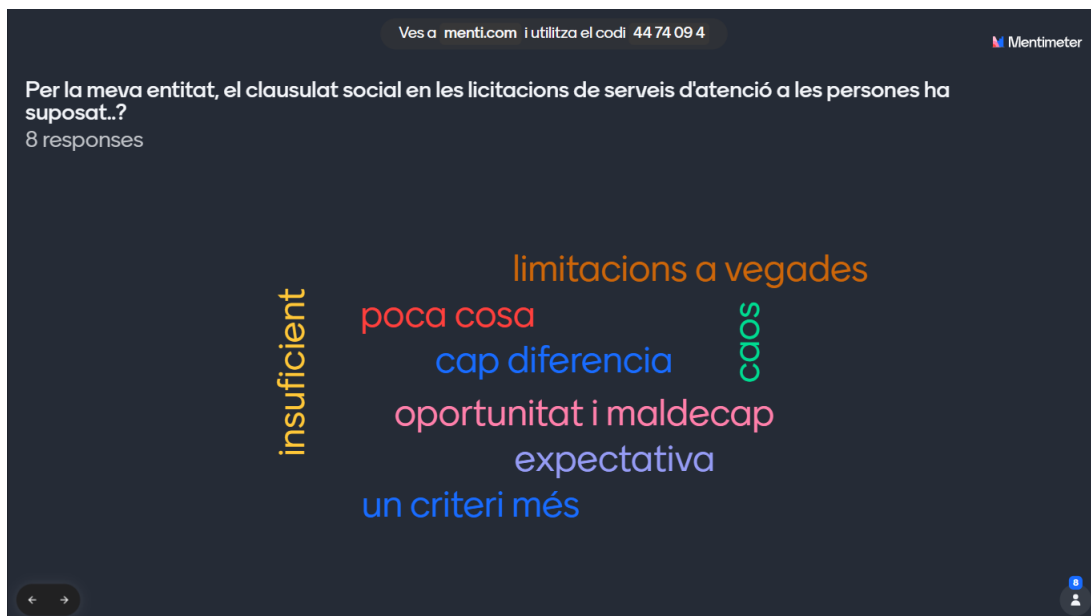 Ves a menti.com i utilitza el codi 44 74 09 4
Mentimeter
Per la meva entitat, el clausulat social en les licitacions de serveis d'atenció a les persones ha
suposat..?
8 responses
limitacions a vegades
insuficient
poca cosa
caos
cap diferencia
oportunitat i maldecap
expectativa
un criteri més
8